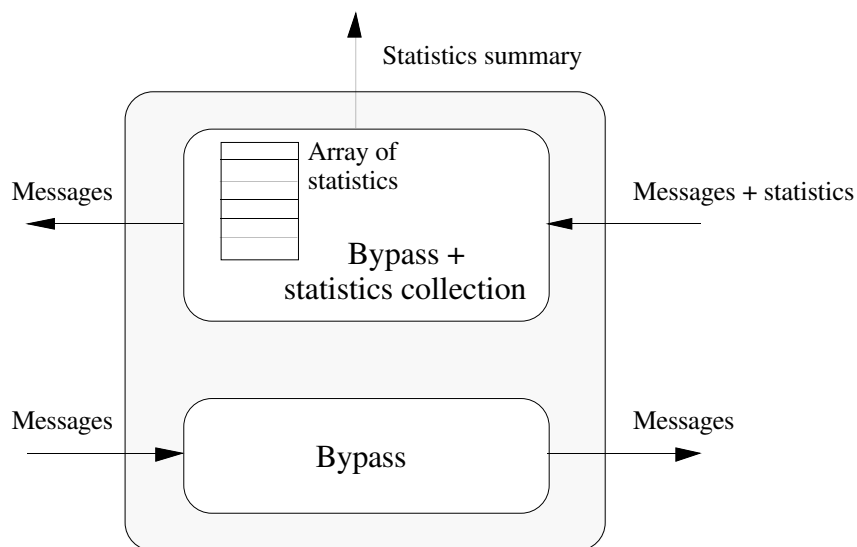 Statistics summary
Array of
statistics
Messages
Messages + statistics
Bypass +
statistics collection
Messages
Messages
Bypass